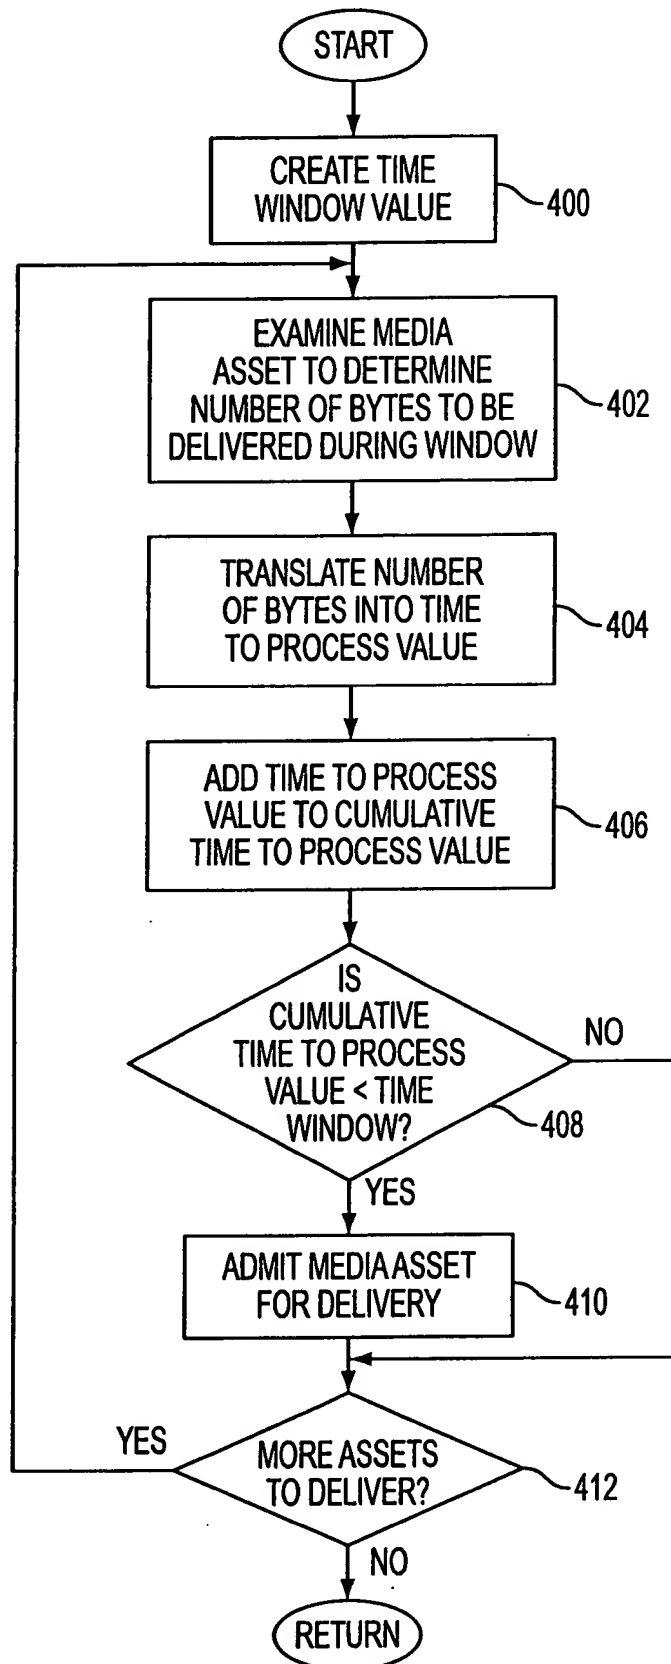 START
CREATE TIME
WINDOW VALUE
400
EXAMINE MEDIA
ASSET TO DETERMINE
NUMBER OF BYTES TO BE
DELIVERED DURING WINDOW
402
TRANSLATE NUMBER
OF BYTES INTO TIME
TO PROCESS VALUE
404
ADD TIME TO PROCESS
VALUE TO CUMULATIVE
TIME TO PROCESS VALUE
406
IS
CUMULATIVE
TIME TO PROCESS
VALUE < TIME
WINDOW?
NO
408
YES
ADMIT MEDIA ASSET
FOR DELIVERY
410
YES
MORE ASSETS
TO DELIVER?
412
NO
RETURN